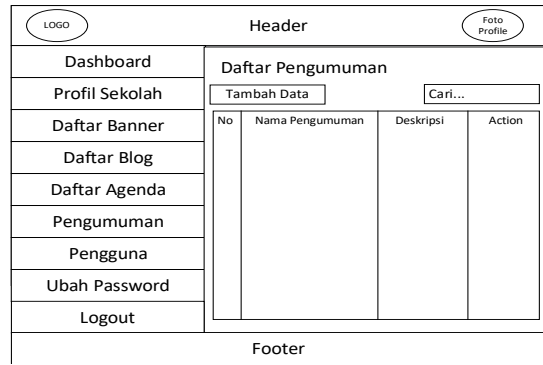 LOGO
Header
Foto
Profile
Dashboard
Profil Sekolah
Daftar Banner
Daftar Blog
Daftar Agenda
Pengumuman
Pengguna
Ubah Password
Logout
Daftar Pengumuman
Tambah Data
Cari...
No
Nama Pengumuman
Deskripsi
Action
Footer